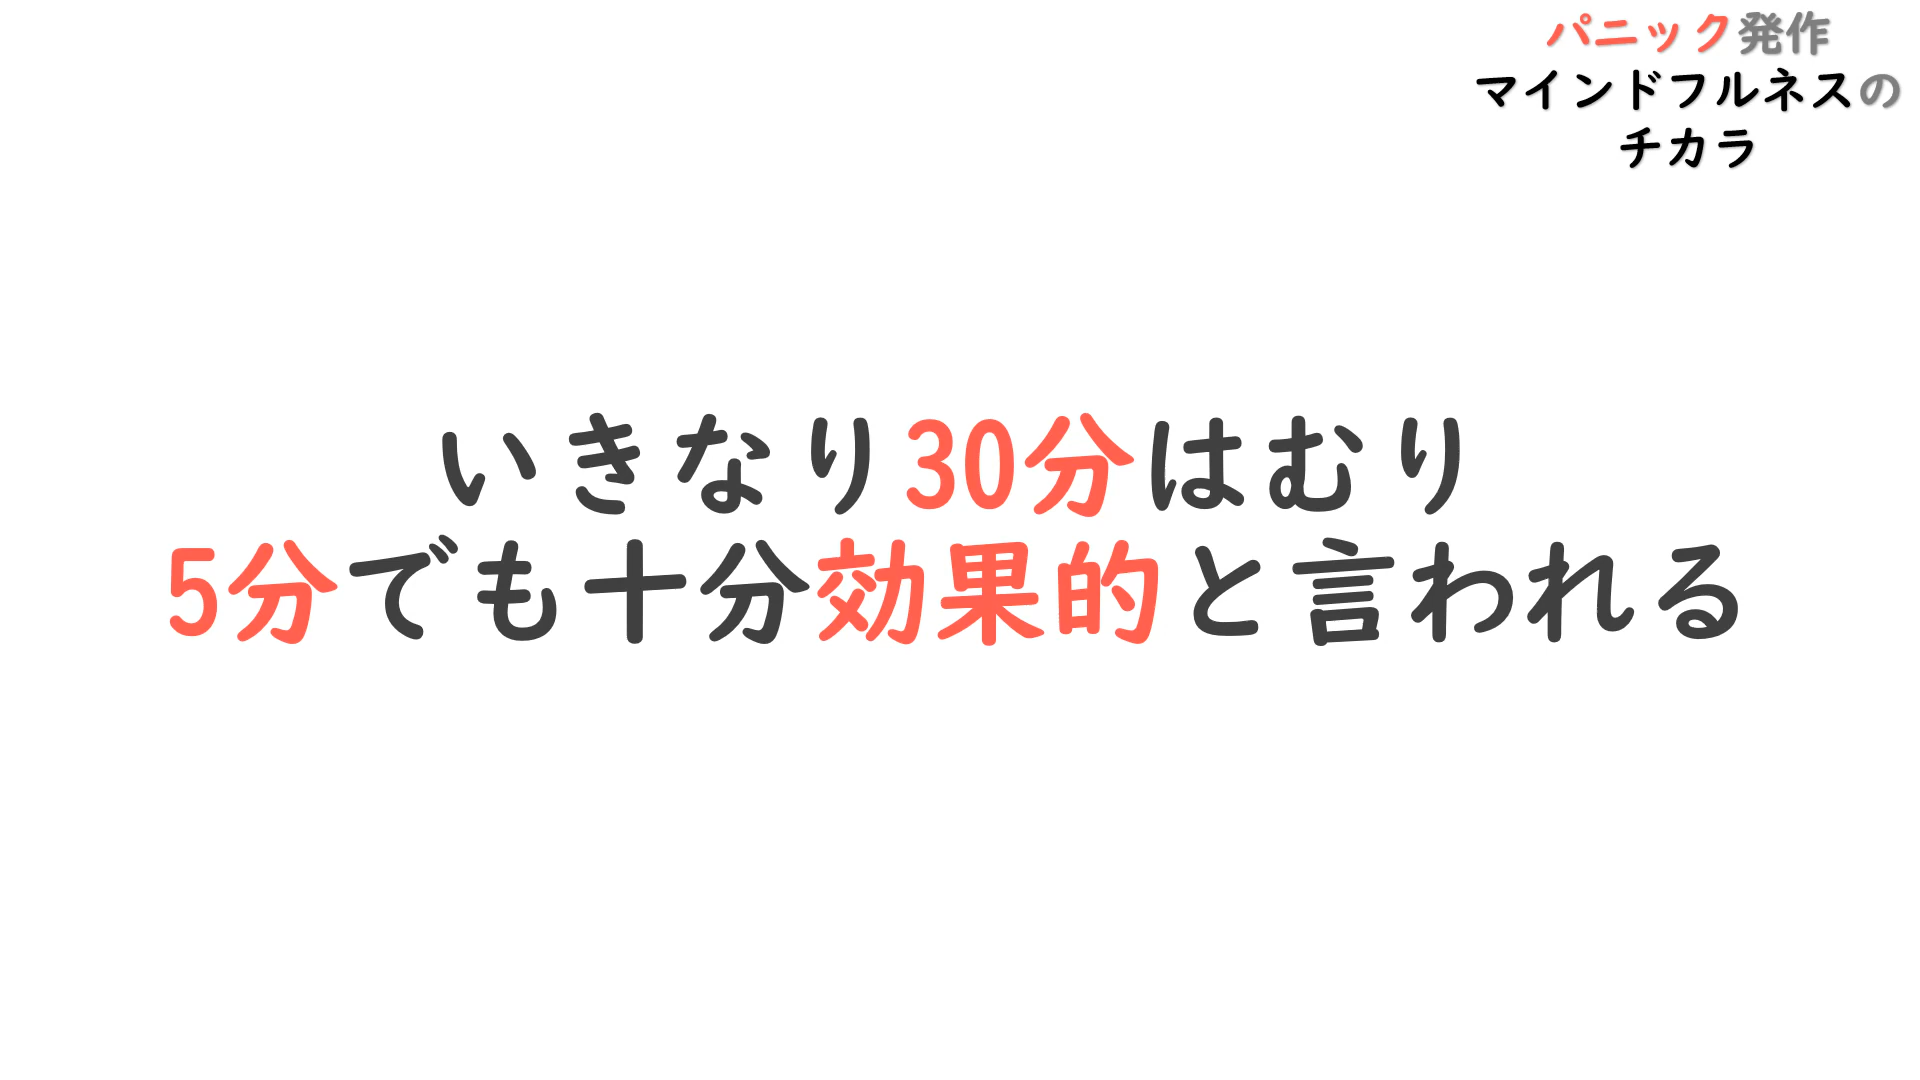 パニック発作
マインドフルネスの
チカラ
いきなり30分はむり
5分でも十分効果的と言われる